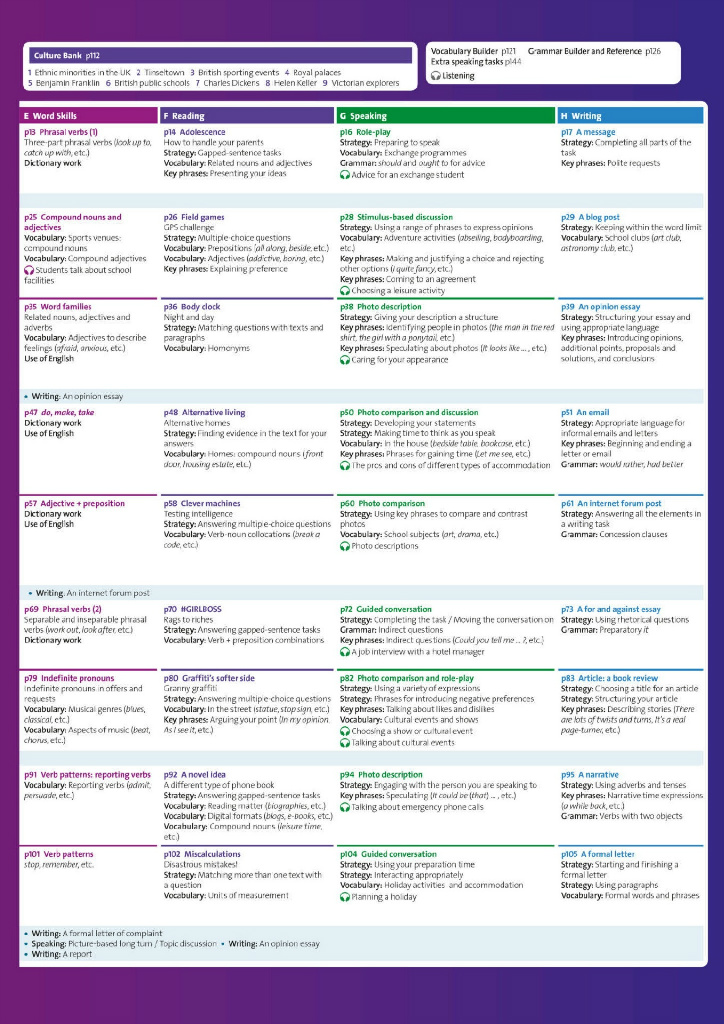 Culture Bank p112
1 Ethnic minorities in the UK 2 Tinseltown 3 British sporting events 4 Royal palaces
5 Benjamin Franklin 6 British public schools 7 Charles Dickens 8 Helen Keller 9 Victorian explorers
Vocabulary Builder p121 Grammar Builder and Reference p126
Extra speaking tasks p144
Listening
E Word Skills
F Reading
G Speaking
H Writing
p13 Phrasal verbs (1)
Three-part phrasal verbs (look up to,
catch up with, etc.)
Dictionary work
p14 Adolescence
How to handle your parents
Strategy: Gapped-sentence tasks
Vocabulary: Related nouns and adjectives
Key phrases: Presenting your ideas
p16 Role-play
Strategy: Preparing to speak
Vocabulary: Exchange programmes
Grammar: should and ought to for advice
Advice for an exchange student
p17 A message
Strategy: Completing all parts of the
task
Key phrases: Polite requests
p25 Compound nouns and
adjectives
Vocabulary: Sports venues:
compound nouns
Vocabulary: Compound adjectives
Students talk about school
facilities
p26 Field games
GPS challenge
Strategy: Multiple-choice questions
Vocabulary: Prepositions (all along, beside, etc.)
Vocabulary: Adjectives (addictive, boring, etc.)
Key phrases: Explaining preference
p28 Stimulus-based discussion
Strategy: Using a range of phrases to express opinions
Vocabulary: Adventure activities (abseiling, bodyboarding,
etc.)
Key phrases: Making and justifying a choice and rejecting
other options (I quite fancy, etc.)
Key phrases: Coming to an agreement
Choosing a leisure activity
p29 A blog post
Strategy: Keeping within the word limit
Vocabulary: School clubs (art club,
astronomy club, etc.)
p35 Word families
Related nouns, adjectives and
adverbs
Vocabulary: Adjectives to describe
feelings (afraid, anxious, etc.)
Use of English
p36 Body clock
Night and day
Strategy: Matching questions with texts and
paragraphs
Vocabulary: Homonyms
p38 Photo description
Strategy: Giving your description a structure
Key phrases: Identifying people in photos (the man in the red
shirt, the girl with a ponytail, etc.)
Key phrases: Speculating about photos (It looks like ... , etc.)
Caring for your appearance
p39 An opinion essay
Strategy: Structuring your essay and
using appropriate language
Key phrases: Introducing opinions,
additional points, proposals and
solutions, and conclusions
• Writing: An opinion essay
p47 do, make, take
Dictionary work
Use of English
p48 Alternative living
Alternative homes
Strategy: Finding evidence in the text for your
answers
Vocabulary: Homes: compound nouns (front
door, housing estate, etc.)
p50 Photo comparison and discussion
Strategy: Developing your statements
Strategy: Making time to think as you speak
Vocabulary: In the house (bedside table, bookcase, etc.)
Key phrases: Phrases for gaining time (Let me see, etc.)
The pros and cons of different types of accommodation
p51 An email
Strategy: Appropriate language for
informal emails and letters
Key phrases: Beginning and ending a
letter or email
Grammar: would rather, had better
p57 Adjective + preposition
Dictionary work
Use of English
p58 Clever machines
Testing intelligence
Strategy: Answering multiple-choice questions
Vocabulary: Verb-noun collocations (break a
code, etc.)
p60 Photo comparison
Strategy: Using key phrases to compare and contrast
photos
Vocabulary: School subjects (art, drama, etc.)
Photo descriptions
p61 An internet forum post
Strategy: Answering all the elements in
a writing task
Grammar: Concession clauses
• Writing: An internet forum post
p69 Phrasal verbs (2)
Separable and inseparable phrasal
verbs (work out, look after, etc.)
Dictionary work
p70 #GIRLBOSS
Rags to riches
Strategy: Answering gapped-sentence tasks
Vocabulary: Verb + preposition combinations
p72 Guided conversation
Strategy: Completing the task / Moving the conversation on
Grammar: Indirect questions
Key phrases: Indirect questions (Could you tell me ... ?, etc.)
A job interview with a hotel manager
p73 A for and against essay
Strategy: Using rhetorical questions
Grammar: Preparatory it
p79 Indefinite pronouns
Indefinite pronouns in offers and
requests
Vocabulary: Musical genres (blues,
classical, etc.)
Vocabulary: Aspects of music (beat,
chorus, etc.)
p80 Graffiti's softer side
Granny graffiti
Strategy: Answering multiple-choice questions
Vocabulary: In the street (statue, stop sign, etc.)
Key phrases: Arguing your point (In my opinion,
As I see it, etc.)
p82 Photo comparison and role-play
Strategy: Using a variety of expressions
Strategy: Phrases for introducing negative preferences
Key phrases: Talking about likes and dislikes
Vocabulary: Cultural events and shows
Choosing a show or cultural event
Talking about cultural events
p83 Article: a book review
Strategy: Choosing a title for an article
Strategy: Structuring your article
Key phrases: Describing stories (There
are lots of twists and turns, It's a real
page-turner, etc.)
p91 Verb patterns: reporting verbs
Vocabulary: Reporting verbs (admit,
persuade, etc.)
p92 A novel idea
A different type of phone book
Strategy: Answering gapped-sentence tasks
Vocabulary: Reading matter (biographies, etc.)
Vocabulary: Digital formats (blogs, e-books, etc.)
Vocabulary: Compound nouns (leisure time,
etc.)
p94 Photo description
Strategy: Engaging with the person you are speaking to
Key phrases: Speculating (It could be (that) ... , etc.)
Talking about emergency phone calls
p95 A narrative
Strategy: Using adverbs and tenses
Key phrases: Narrative time expressions
(a while back, etc.)
Grammar: Verbs with two objects
p101 Verb patterns
stop, remember, etc.
p102 Miscalculations
Disastrous mistakes!
Strategy: Matching more than one text with
a question
Vocabulary: Units of measurement
p104 Guided conversation
Strategy: Using your preparation time
Strategy: Interacting appropriately
Vocabulary: Holiday activities and accommodation
Planning a holiday
p105 A formal letter
Strategy: Starting and finishing a
formal letter
Strategy: Using paragraphs
Vocabulary: Formal words and phrases
• Writing: A formal letter of complaint
• Speaking: Picture-based long turn / Topic discussion • Writing: An opinion essay
• Writing: A report